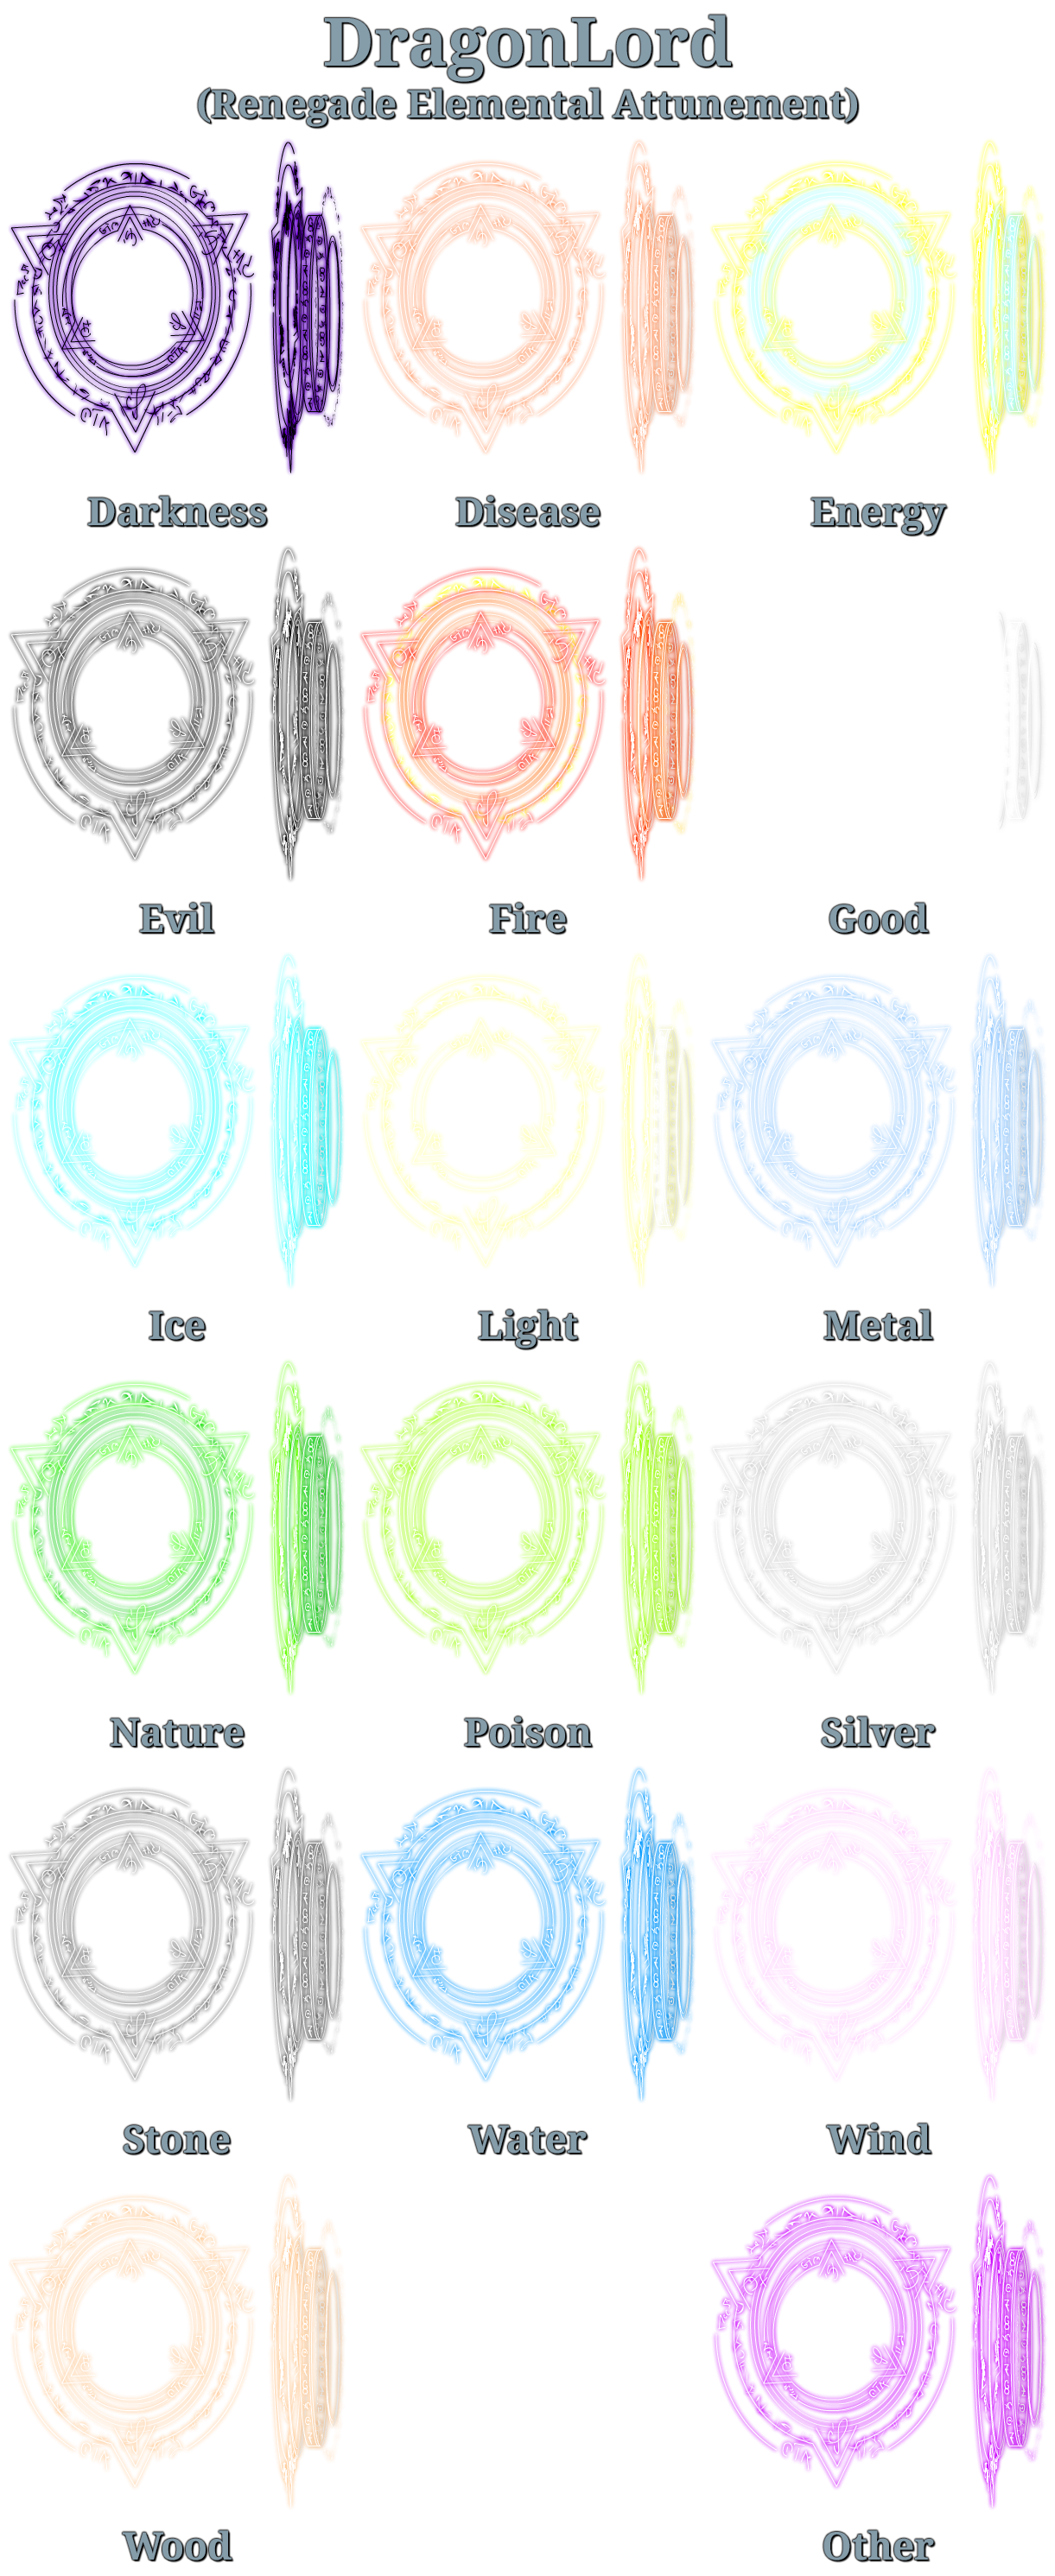 DragonLord
(Renegade Elemental Attunement)
Darkness
Disease
Energy
Evil
Fire
Good
Ice
Light
Metal
Nature
Poison
Silver
Stone
Water
Wind
Wood
Other